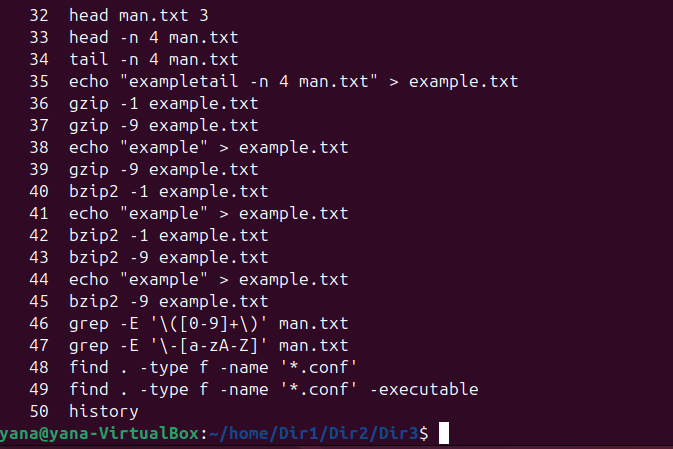 32  head man.txt 3
33  head -n 4 man.txt
34  tail -n 4 man.txt
35  echo "exampletail -n 4 man.txt" > example.txt
36  gzip -1 example.txt
37  gzip -9 example.txt
38  echo "example" > example.txt
39  gzip -9 example.txt
40  bzip2 -1 example.txt
41  echo "example" > example.txt
42  bzip2 -1 example.txt
43  bzip2 -9 example.txt
44  echo "example" > example.txt
45  bzip2 -9 example.txt
46  grep -E '\([0-9]+\)' man.txt
47  grep -E '\-[a-zA-Z]' man.txt
48  find . -type f -name '*.conf'
49  find . -type f -name '*.conf' -executable
50  history
yana@yana-VirtualBox:~/home/Dir1/Dir2/Dir3$